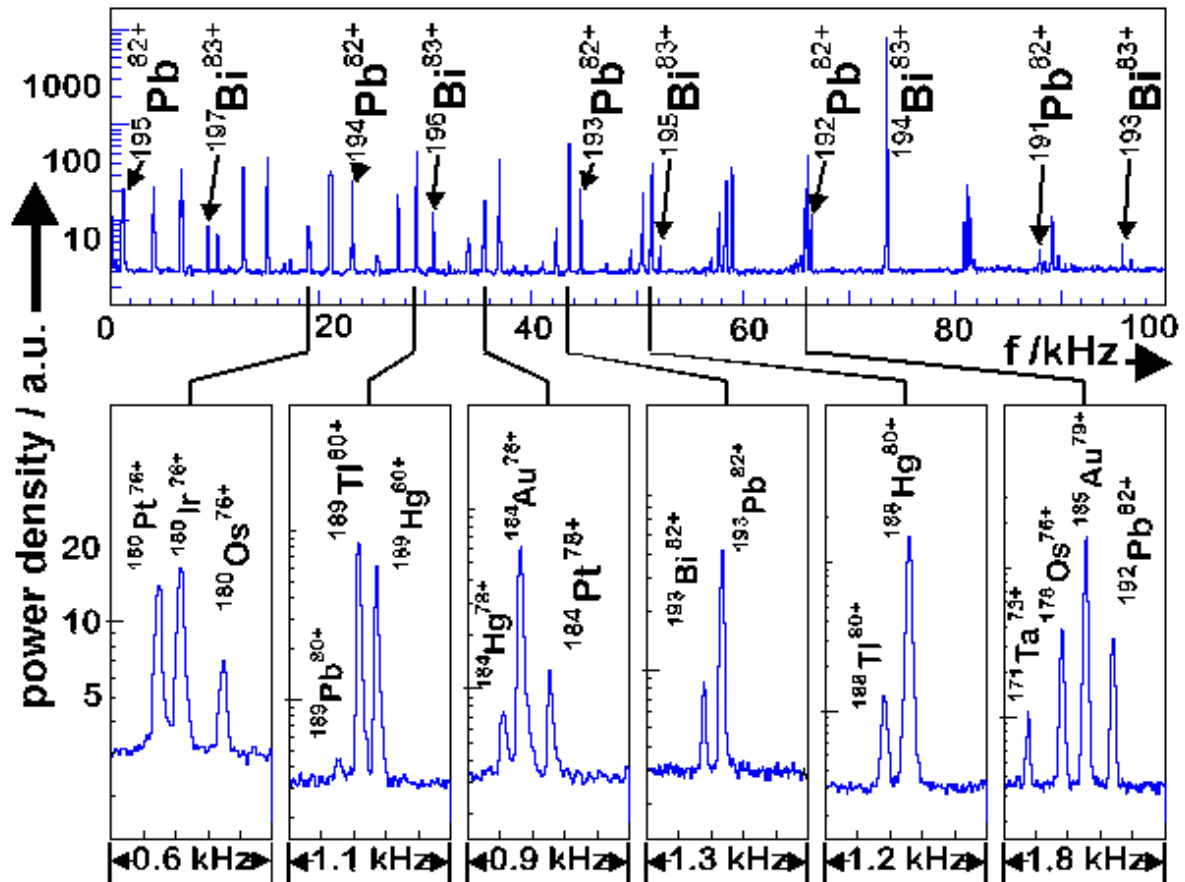 195Pb82+
197Bi83+
194Pb82+
196Bi83+
193Pb82+
195Bi83+
192Pb82+
194Bi83+
191Pb82+
193Bi83+
1000
100
10
0 20 40 60 80 100
f /kHz
power density / a.u.
20
10
5
180Pt76+
180Ir76+
180Os76+
189Pb80+
189Tl80+
189Hg80+
184Hg78+
184Au78+
184Pt78+
193Bi82+
193Pb82+
188Tl80+
188Hg80+
171Ta73+
178Os76+
185Au79+
192Pb82+
0.6 kHz
1.1 kHz
0.9 kHz
1.3 kHz
1.2 kHz
1.8 kHz